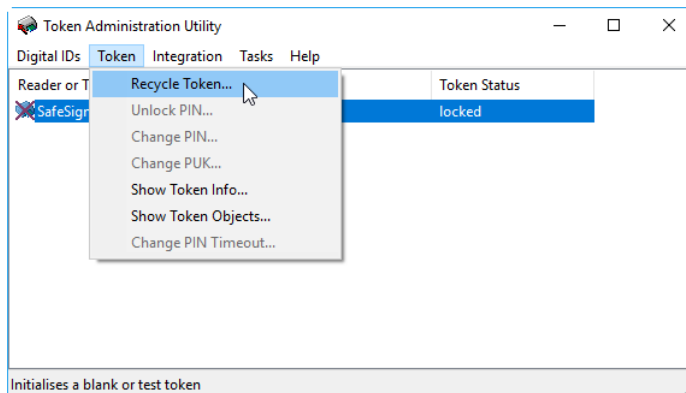 Token Administration Utility
Digital IDs Token Integration Tasks Help
Reader or T Token Status
SafeSign locked
Recycle Token...
Unlock PIN...
Change PIN...
Change PUK...
Show Token Info...
Show Token Objects...
Change PIN Timeout...
Initialises a blank or test token